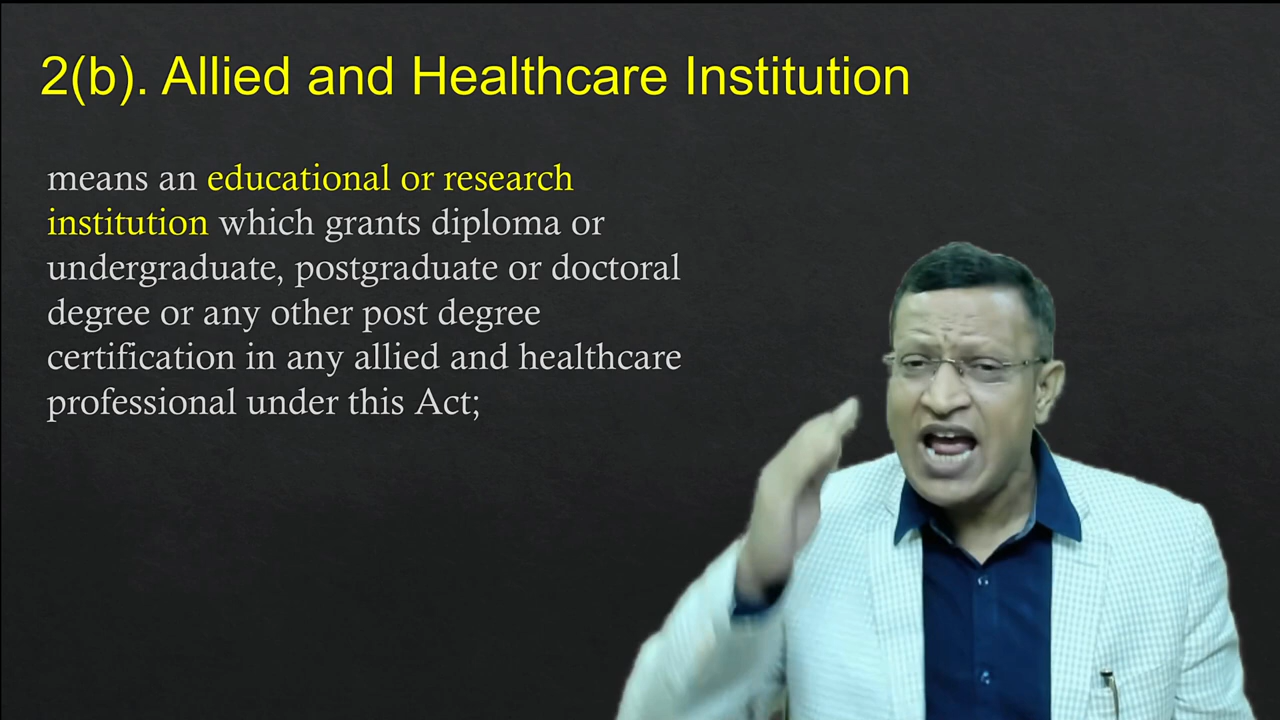 2(b). Allied and Healthcare Institution
means an educational or research
institution which grants diploma or
undergraduate, postgraduate or doctoral
degree or any other post degree
certification in any allied and healthcare
professional under this Act;